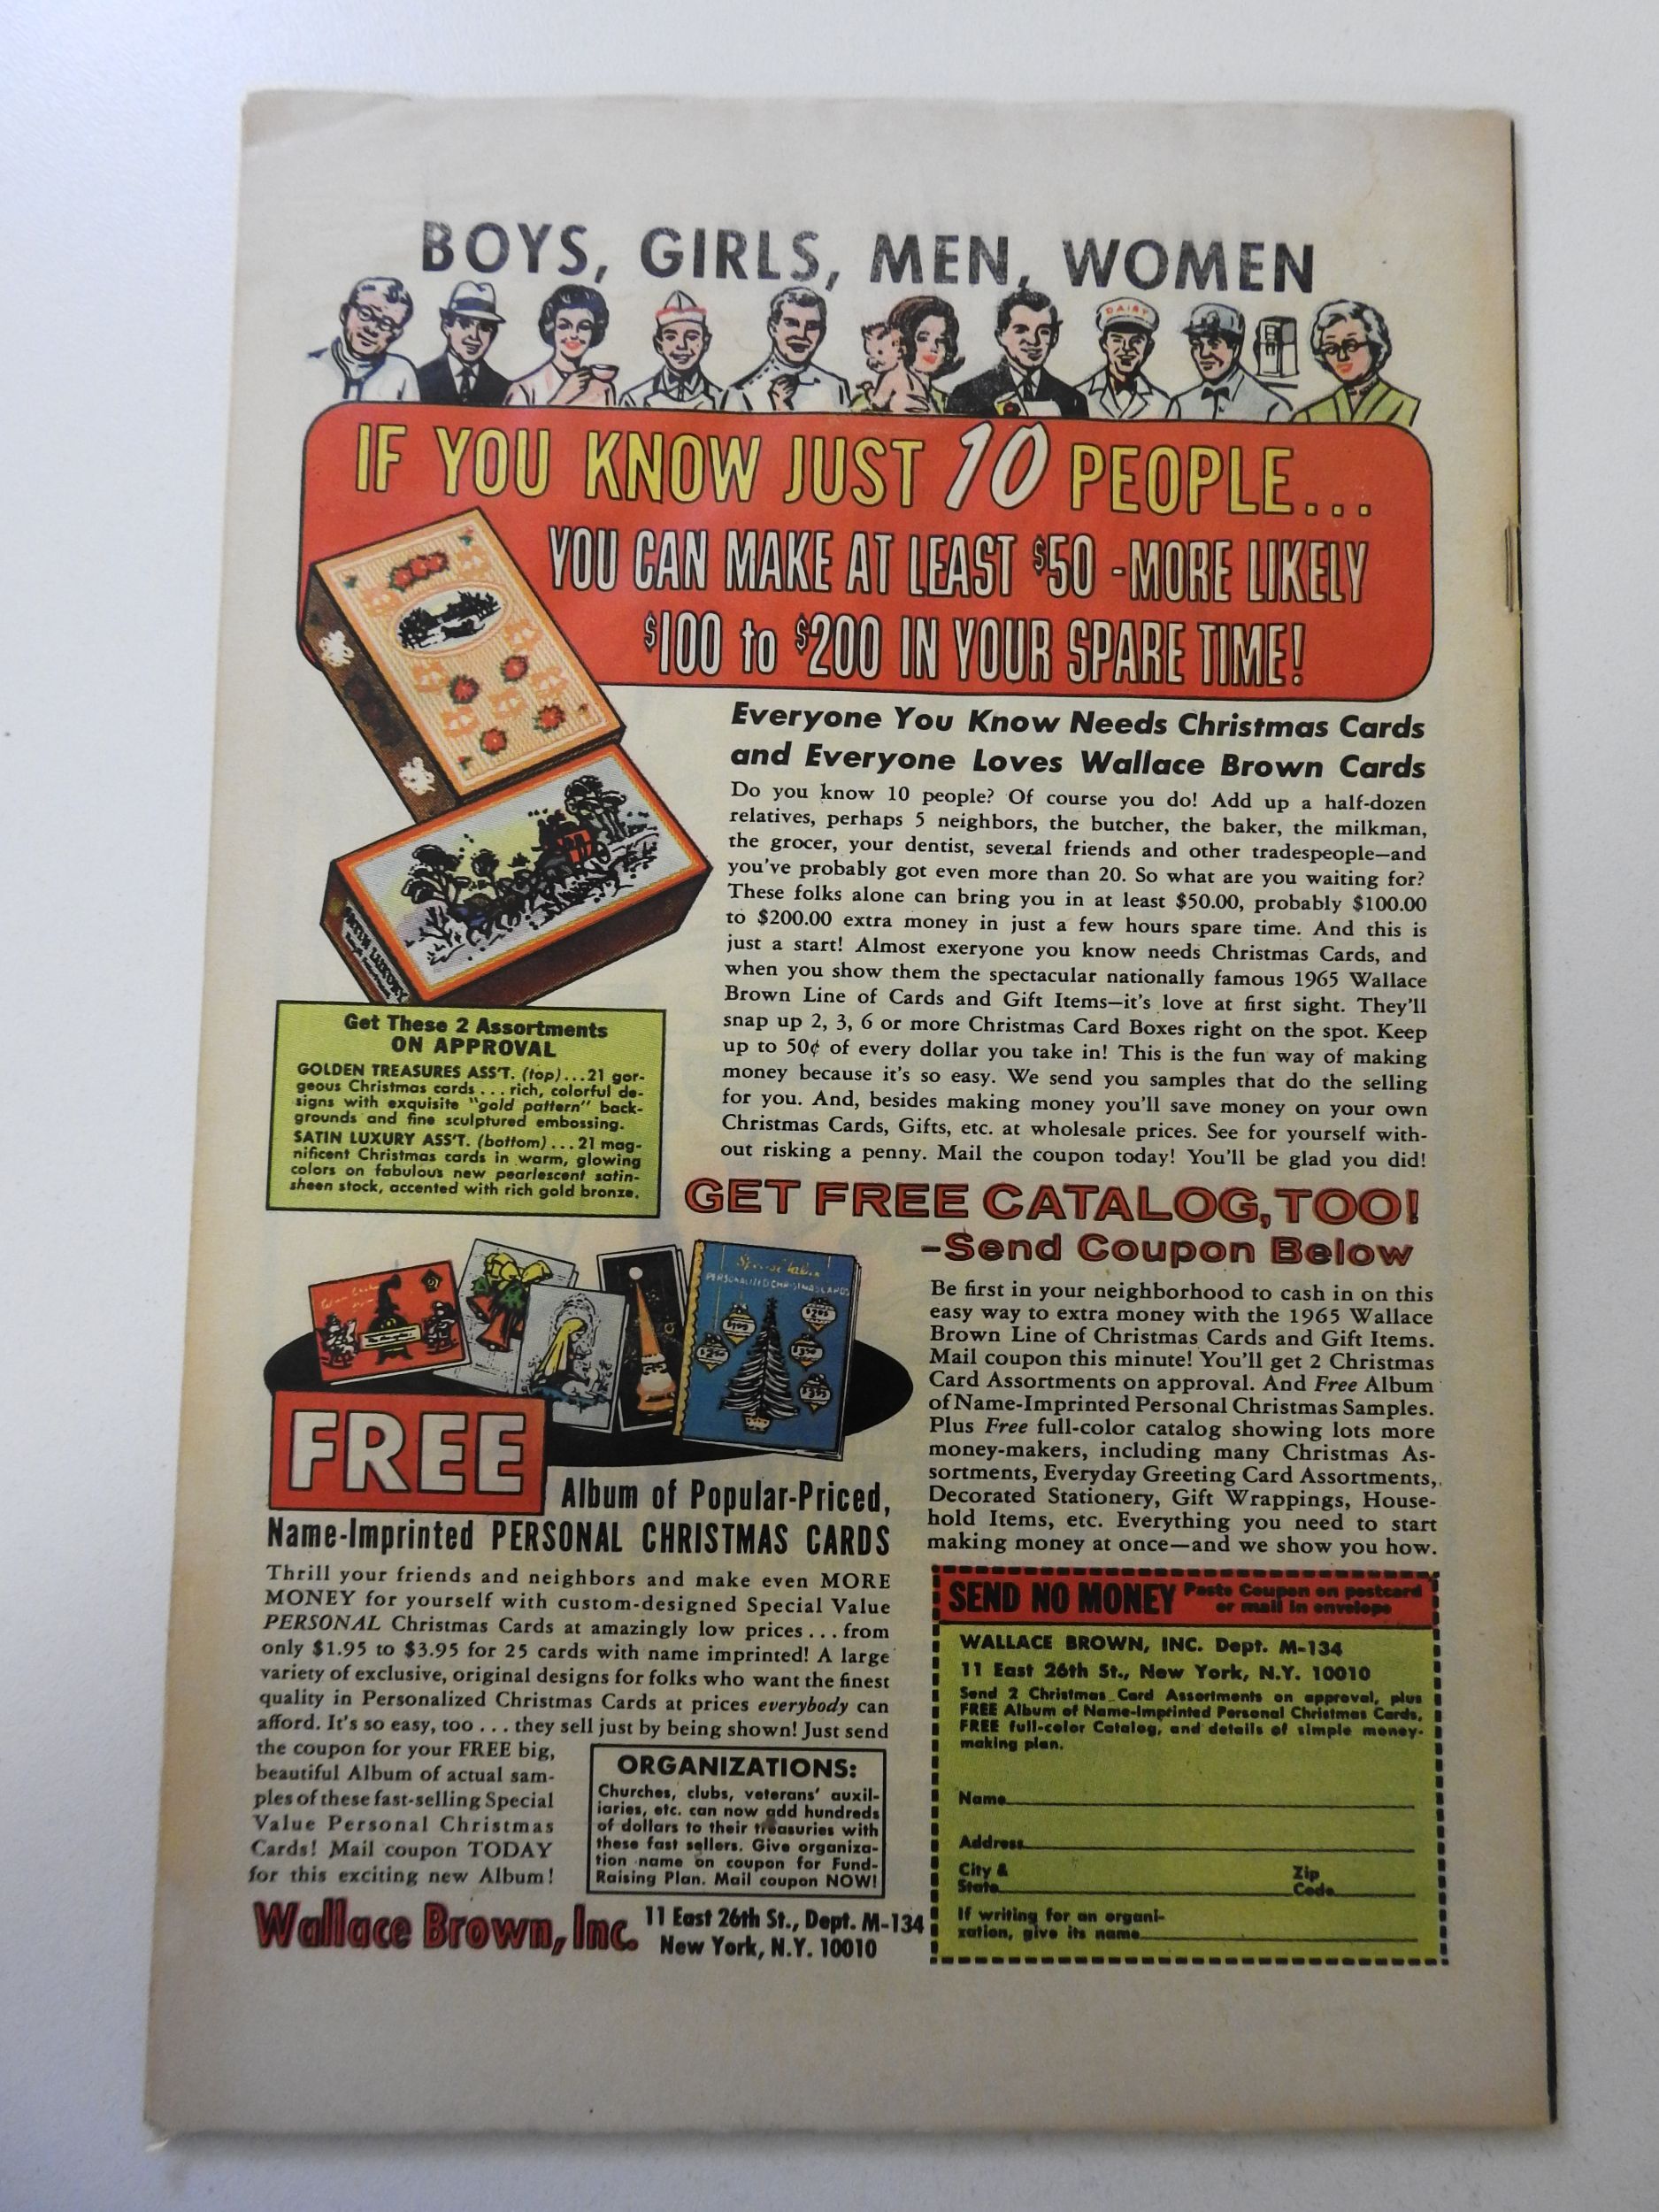 BOYS, GIRLS, MEN, WOMEN
DAIRY
IF YOU KNOW JUST 10 PEOPLE...
YOU CAN MAKE AT LEAST $50 - MORE LIKELY
$100 to $200 IN YOUR SPARE TIME!
Everyone You Know Needs Christmas Cards
and Everyone Loves Wallace Brown Cards
Do you know 10 people? Of course you do! Add up a half-dozen
relatives, perhaps 5 neighbors, the butcher, the baker, the milkman,
the grocer, your dentist, several friends and other tradespeople—and
you've probably got even more than 20. So what are you waiting for?
These folks alone can bring you in at least $50.00, probably $100.00
to $200.00 extra money in just a few hours spare time. And this is
just a start! Almost exeryone you know needs Christmas Cards, and
when you show them the spectacular nationally famous 1965 Wallace
Brown Line of Cards and Gift Items—it's love at first sight. They'll
snap up 2, 3, 6 or more Christmas Card Boxes right on the spot. Keep
up to 50¢ of every dollar you take in! This is the fun way of making
money because it's so easy. We send you samples that do the selling
for you. And, besides making money you'll save money on your own
Christmas Cards, Gifts, etc. at wholesale prices. See for yourself with-
out risking a penny. Mail the coupon today! You'll be glad you did!
SATIN LUXURY
Get These 2 Assortments
ON APPROVAL
GOLDEN TREASURES ASS'T. (top)...21 gor-
geous Christmas cards... rich, colorful de-
signs with exquisite "gold pattern" back-
grounds and fine sculptured embossing.
SATIN LUXURY ASS'T. (bottom)...21 mag-
nificent Christmas cards in warm, glowing
colors on fabulous new pearlescent satin-
sheen stock, accented with rich gold bronze.
GET FREE CATALOG, TOO!
-Send Coupon Below
Be first in your neighborhood to cash in on this
easy way to extra money with the 1965 Wallace
Brown Line of Christmas Cards and Gift Items.
Mail coupon this minute! You'll get 2 Christmas
Card Assortments on approval. And Free Album
of Name-Imprinted Personal Christmas Samples.
Plus Free full-color catalog showing lots more
money-makers, including many Christmas As-
sortments, Everyday Greeting Card Assortments,
Decorated Stationery, Gift Wrappings, House-
hold Items, etc. Everything you need to start
making money at once—and we show you how.
Special Value
PERSONALIZED CHRISTMAS CARDS
FREE
Album of Popular-Priced,
Name-Imprinted PERSONAL CHRISTMAS CARDS
Thrill your friends and neighbors and make even MORE
MONEY for yourself with custom-designed Special Value
PERSONAL Christmas Cards at amazingly low prices... from
only $1.95 to $3.95 for 25 cards with name imprinted! A large
variety of exclusive, original designs for folks who want the finest
quality in Personalized Christmas Cards at prices everybody can
afford. It's so easy, too ... they sell just by being shown! Just send
the coupon for your FREE big,
beautiful Album of actual sam-
ples of these fast-selling Special
Value Personal Christmas
Cards! Mail coupon TODAY
for this exciting new Album!
ORGANIZATIONS:
Churches, clubs, veterans' auxil-
iaries, etc. can now add hundreds
of dollars to their treasuries with
these fast sellers. Give organiza-
tion name on coupon for Fund-
Raising Plan. Mail coupon NOW!
Wallace Brown, Inc. 11 East 26th St., Dept. M-134
New York, N.Y. 10010
SEND NO MONEY Paste Coupon on postcard
or mail in envelope
WALLACE BROWN, INC. Dept. M-134
11 East 26th St., New York, N.Y. 10010
Send 2 Christmas Card Assortments on approval, plus
FREE Album of Name-Imprinted Personal Christmas Cards,
FREE full-color Catalog, and details of simple money-
making plan.
Name
Address
City & State Zip Code
If writing for an organi-
zation, give its name